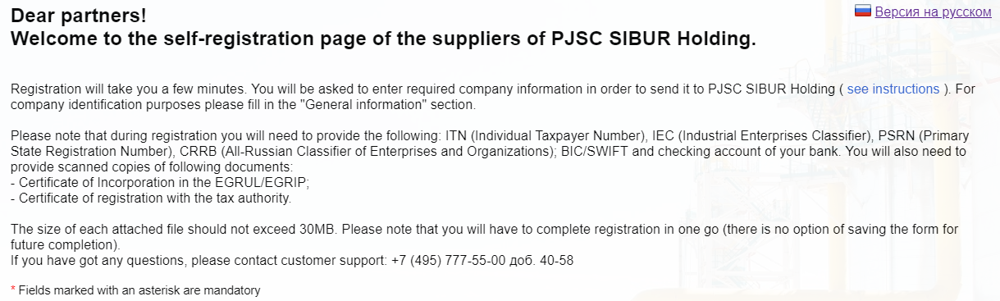 Dear partners!
Версия на русском
Welcome to the self-registration page of the suppliers of PJSC SIBUR Holding.
Registration will take you a few minutes. You will be asked to enter required company information in order to send it to PJSC SIBUR Holding ( see instructions ). For
company identification purposes please fill in the "General information" section.
Please note that during registration you will need to provide the following: ITN (Individual Taxpayer Number), IEC (Industrial Enterprises Classifier), PSRN (Primary
State Registration Number), CRRB (All-Russian Classifier of Enterprises and Organizations); BIC/SWIFT and checking account of your bank. You will also need to
provide scanned copies of following documents:
- Certificate of Incorporation in the EGRUL/EGRIP;
- Certificate of registration with the tax authority.
The size of each attached file should not exceed 30MB. Please note that you will have to complete registration in one go (there is no option of saving the form for
future completion).
If you have got any questions, please contact customer support: +7 (495) 777-55-00 доб. 40-58
* Fields marked with an asterisk are mandatory